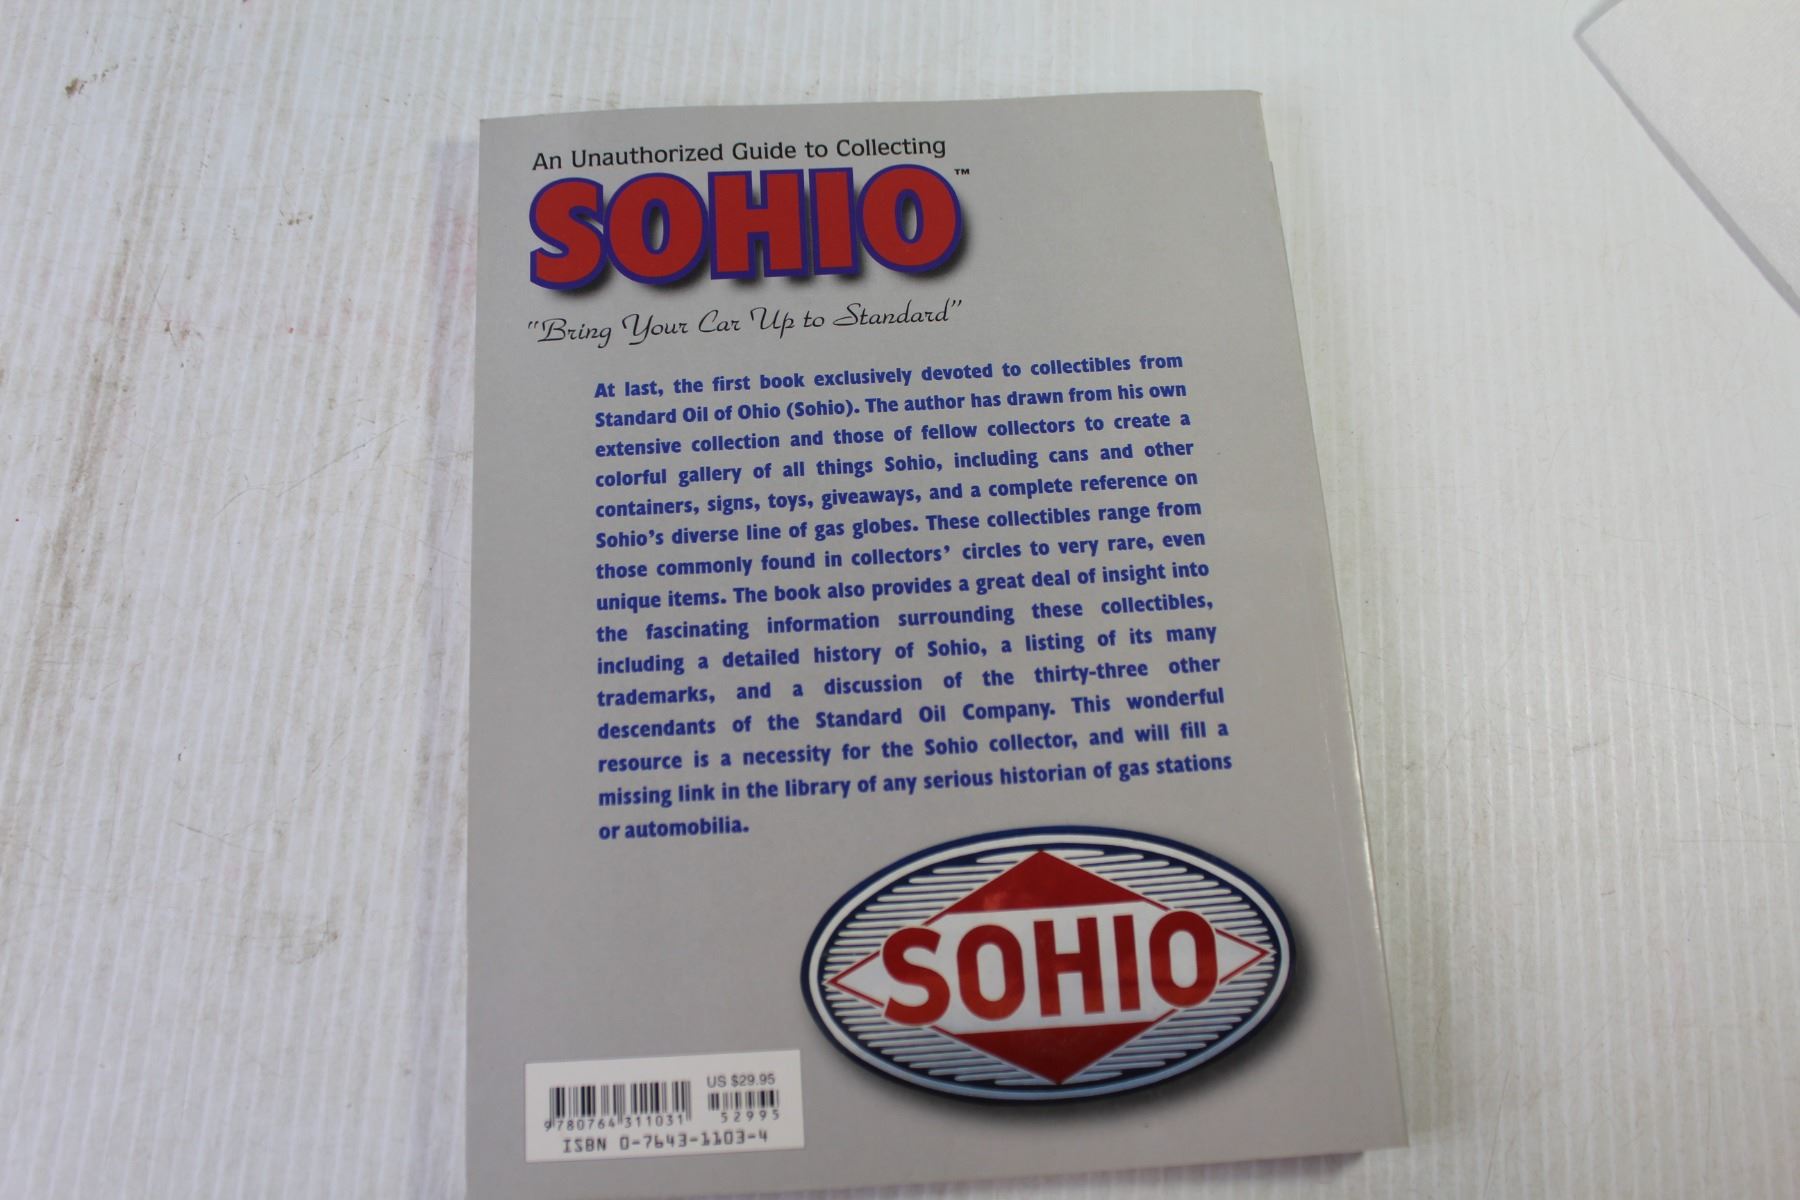 An Unauthorized Guide to Collecting
SOHIO™
"Bring Your Car Up to Standard"
At last, the first book exclusively devoted to collectibles from
Standard Oil of Ohio (Sohio). The author has drawn from his own
extensive collection and those of fellow collectors to create a
colorful gallery of all things Sohio, including cans and other
containers, signs, toys, giveaways, and a complete reference on
Sohio's diverse line of gas globes. These collectibles range from
those commonly found in collectors' circles to very rare, even
unique items. The book also provides a great deal of insight into
the fascinating information surrounding these collectibles,
including a detailed history of Sohio, a listing of its many
trademarks, and a discussion of the thirty-three other
descendants of the Standard Oil Company. This wonderful
resource is a necessity for the Sohio collector, and will fill a
missing link in the library of any serious historian of gas stations
or automobilia.
SOHIO
US $29.95
9 780764 311031
52995
ISBN 0-7643-1103-4